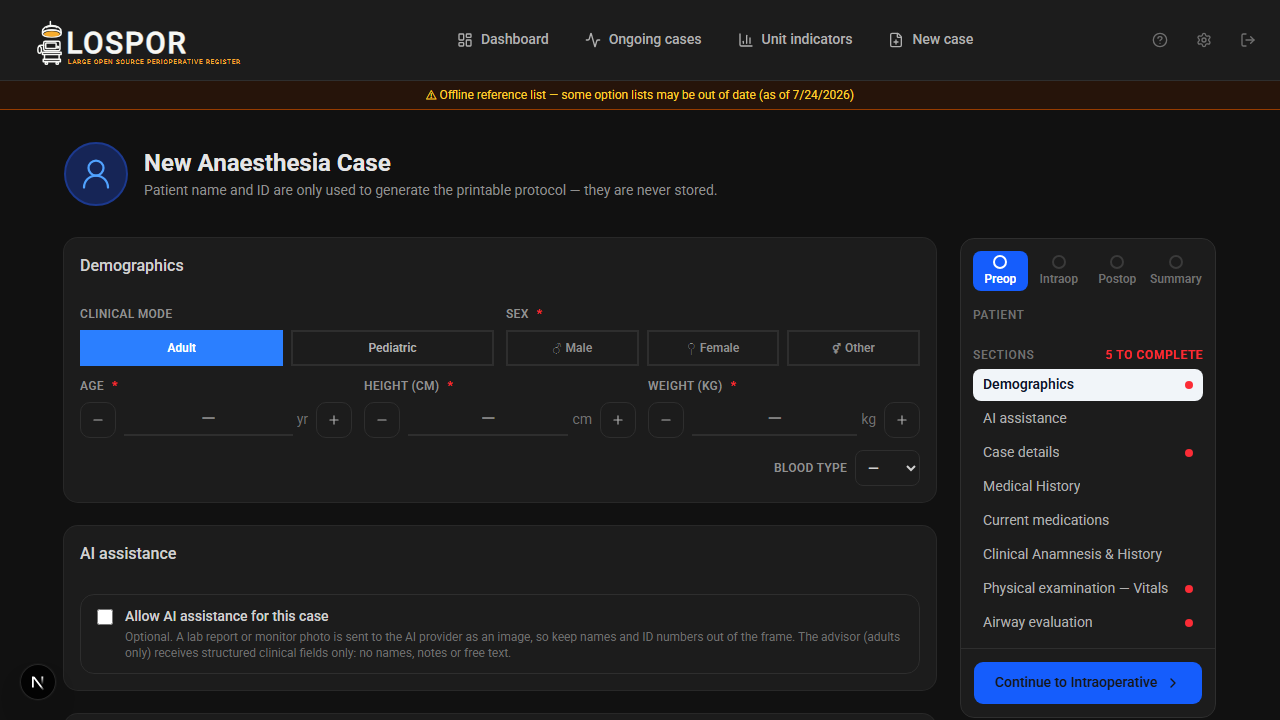 LOSPOR
LARGE OPEN SOURCE PERIOPERATIVE REGISTER
Dashboard
Ongoing cases
Unit indicators
New case
⚠ Offline reference list — some option lists may be out of date (as of 7/24/2026)
New Anaesthesia Case
Patient name and ID are only used to generate the printable protocol — they are never stored.
Demographics
CLINICAL MODE
SEX *
Adult
Pediatric
♂ Male
♀ Female
⚥ Other
AGE *
HEIGHT (CM) *
WEIGHT (KG) *
− — yr +
− — cm +
− — kg +
BLOOD TYPE —
AI assistance
Allow AI assistance for this case
Optional. A lab report or monitor photo is sent to the AI provider as an image, so keep names and ID numbers out of the frame. The advisor (adults
only) receives structured clinical fields only: no names, notes or free text.
Preop
Intraop
Postop
Summary
PATIENT
SECTIONS
5 TO COMPLETE
Demographics
AI assistance
Case details
Medical History
Current medications
Clinical Anamnesis & History
Physical examination — Vitals
Airway evaluation
Continue to Intraoperative
N